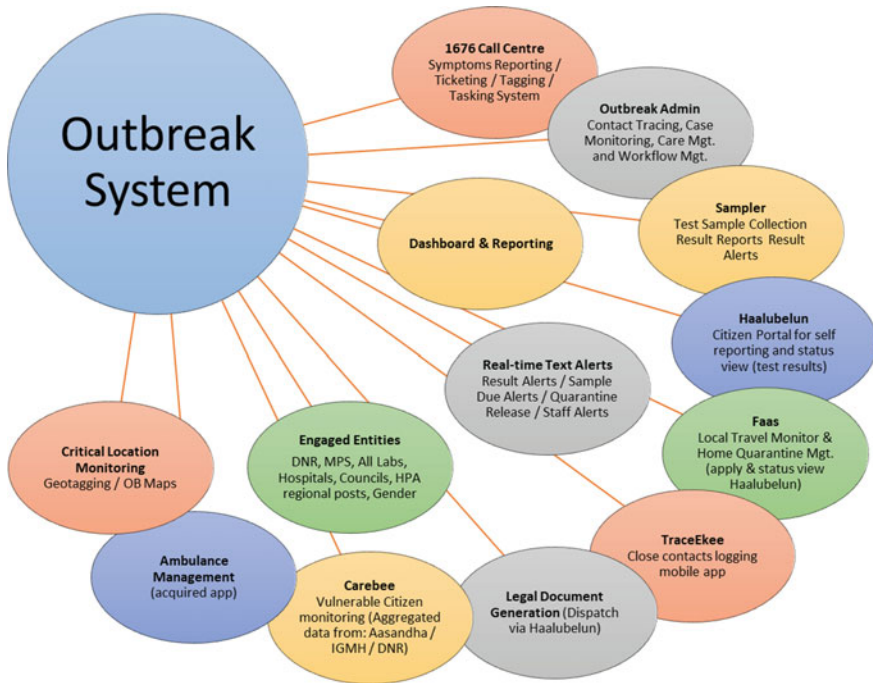 Outbreak
System
1676 Call Centre
Symptoms Reporting /
Ticketing / Tagging /
Tasking System
Outbreak Admin
Contact Tracing, Case
Monitoring, Care Mgt.
and Workflow Mgt.
Sampler
Test Sample Collection
Result Reports Result
Alerts
Dashboard & Reporting
Haalubelun
Citizen Portal for self
reporting and status
view (test results)
Real-time Text Alerts
Result Alerts / Sample
Due Alerts / Quarantine
Release / Staff Alerts
Faas
Local Travel Monitor &
Home Quarantine Mgt.
(apply & status view
Haalubelun)
Critical Location
Monitoring
Geotagging / OB Maps
Engaged Entities
DNR, MPS, All Labs,
Hospitals, Councils, HPA
regional posts, Gender
TraceEkee
Close contacts logging
mobile app
Ambulance
Management
(acquired app)
Carebee
Vulnerable Citizen
monitoring (Aggregated
data from: Aasandha /
IGMH / DNR)
Legal Document
Generation (Dispatch
via Haalubelun)